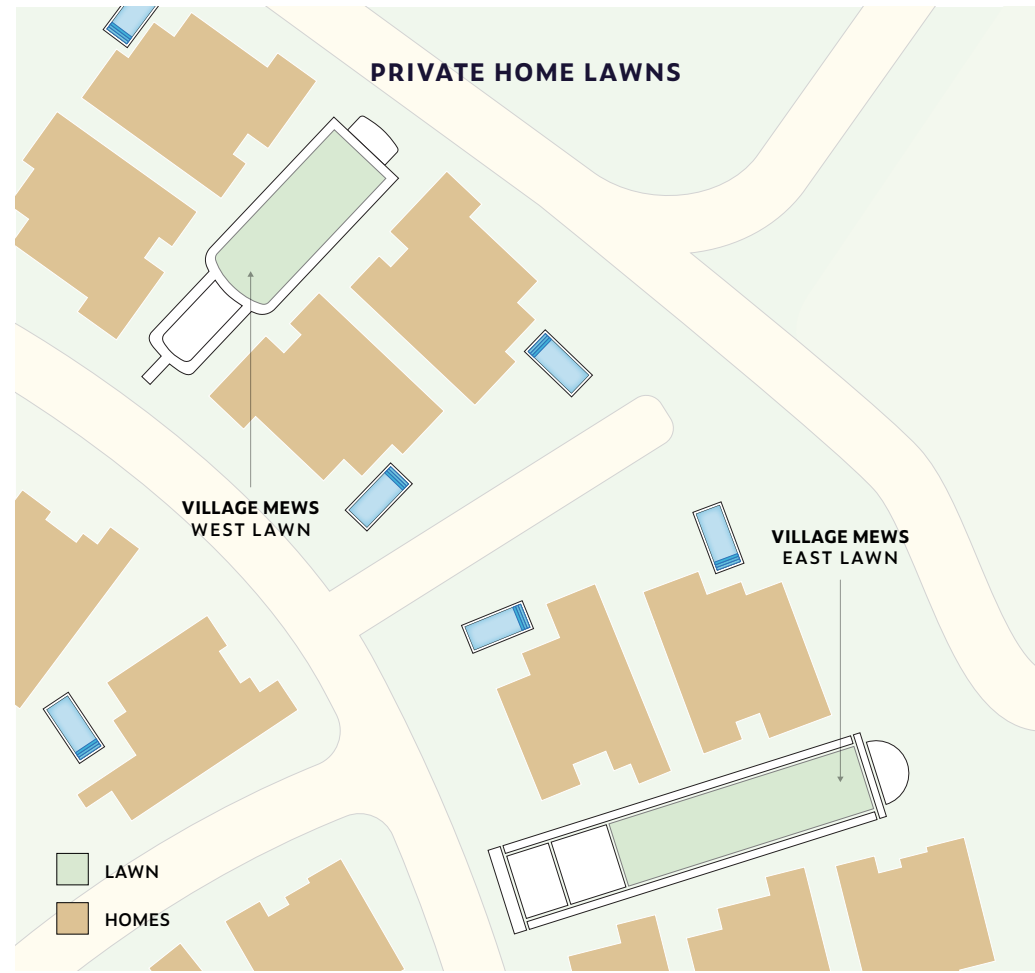 PRIVATE HOME LAWNS
VILLAGE MEWS
WEST LAWN
VILLAGE MEWS
EAST LAWN
LAWN
HOMES